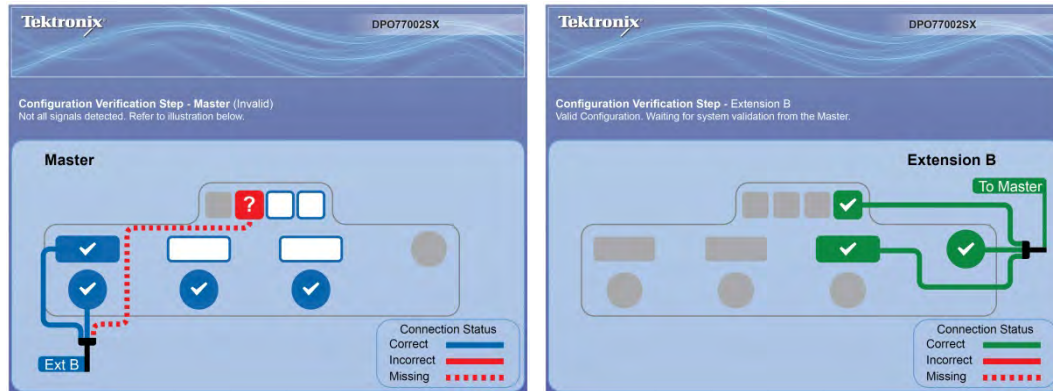 Tektronix
DPO77002SX
Configuration Verification Step - Master (Invalid)
Not all signals detected. Refer to illustration below.
Master
?
Ext B
Connection Status
Correct
Incorrect
Missing
Tektronix
DPO77002SX
Configuration Verification Step - Extension B
Valid Configuration. Waiting for system validation from the Master.
Extension B
To Master
Connection Status
Correct
Incorrect
Missing